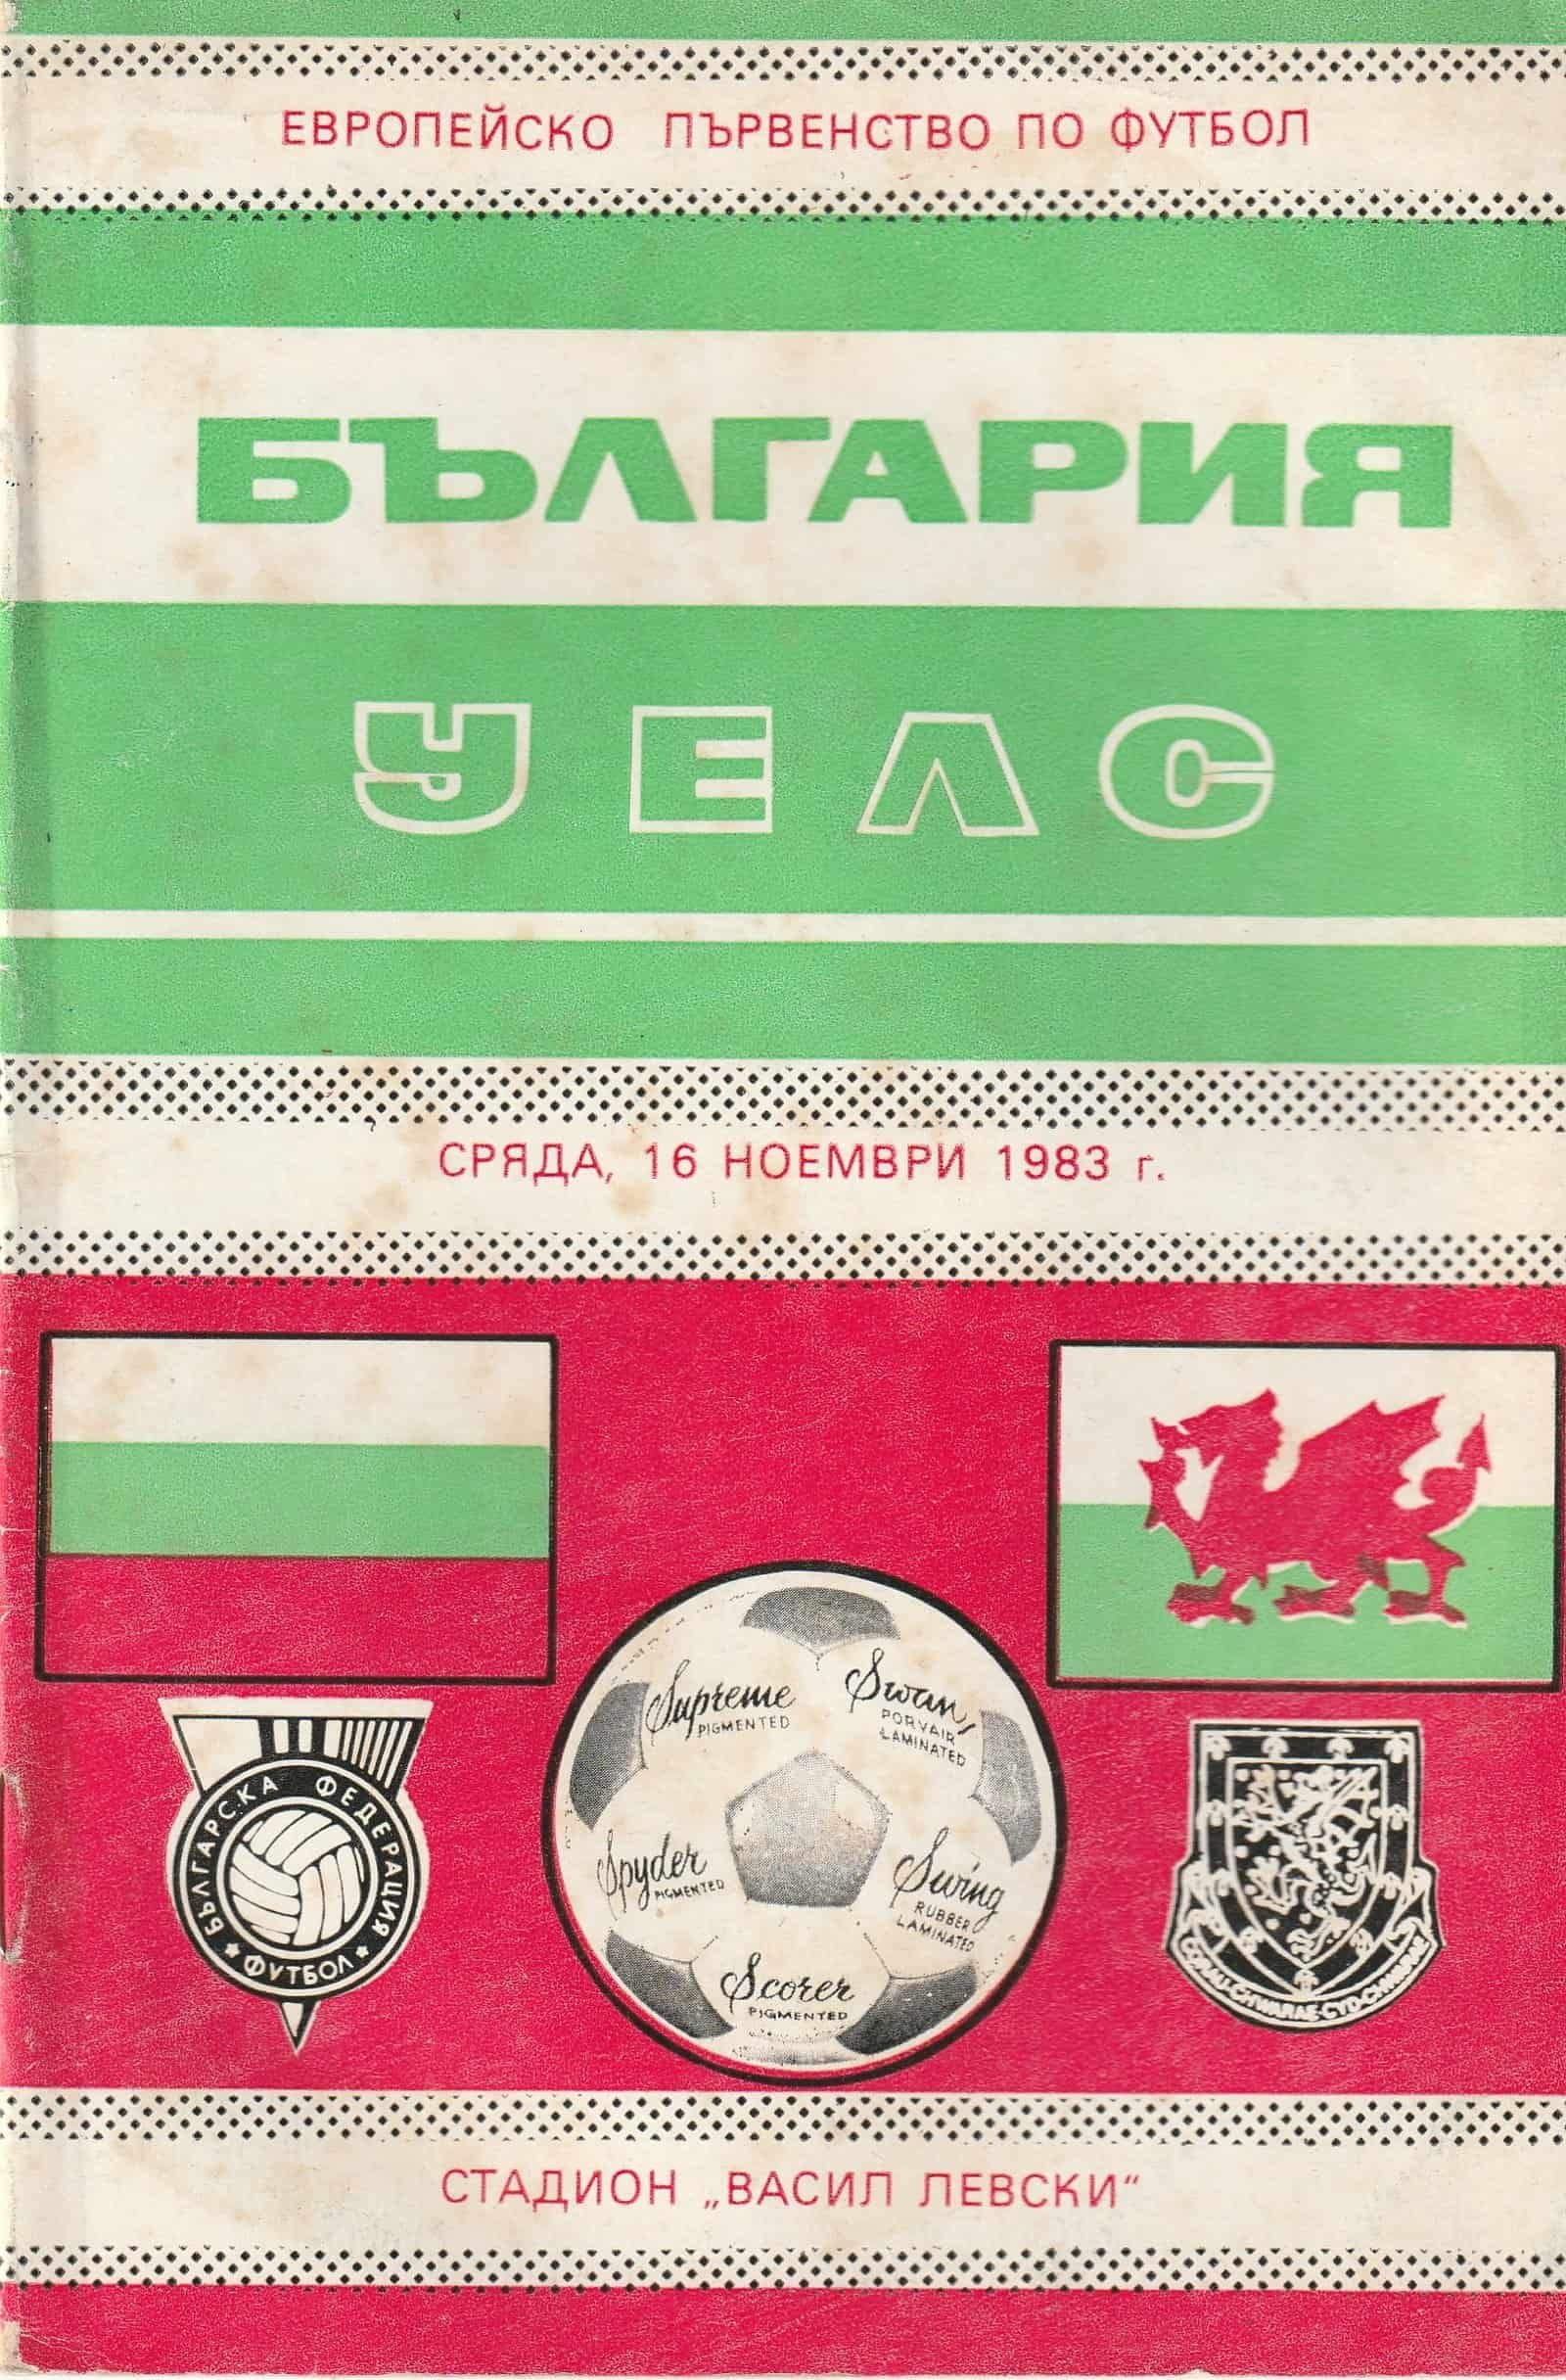 ЕВРОПЕЙСКО ПЪРВЕНСТВО ПО ФУТБОЛ
БЪЛГАРИЯ
УЕЛС
СРЯДА, 16 НОЕМВРИ 1983 г.
БЪЛГАРСКА ФЕДЕРАЦИЯ
ФУТБОЛ
Supreme
PIGMENTED
Swan
PORVAIR
LAMINATED
Spyder
PIGMENTED
Swing
RUBBER
LAMINATED
Scorer
PIGMENTED
СТАДИОН „ВАСИЛ ЛЕВСКИ“